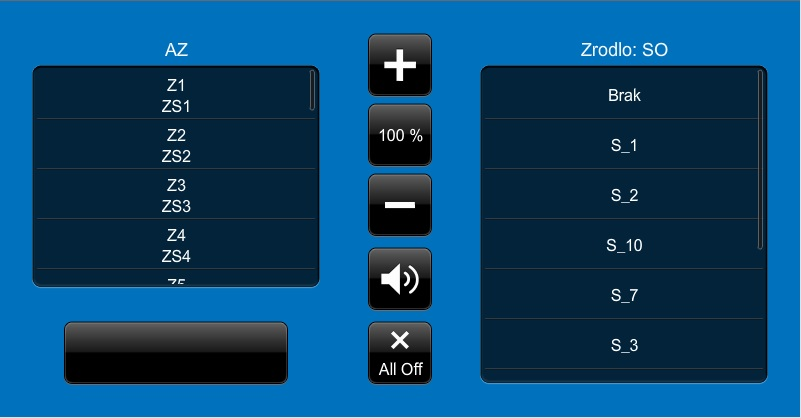 AZ
Z1
ZS1
Z2
ZS2
Z3
ZS3
Z4
ZS4
Z5
100 %
All Off
Zrodlo: SO
Brak
S_1
S_2
S_10
S_7
S_3